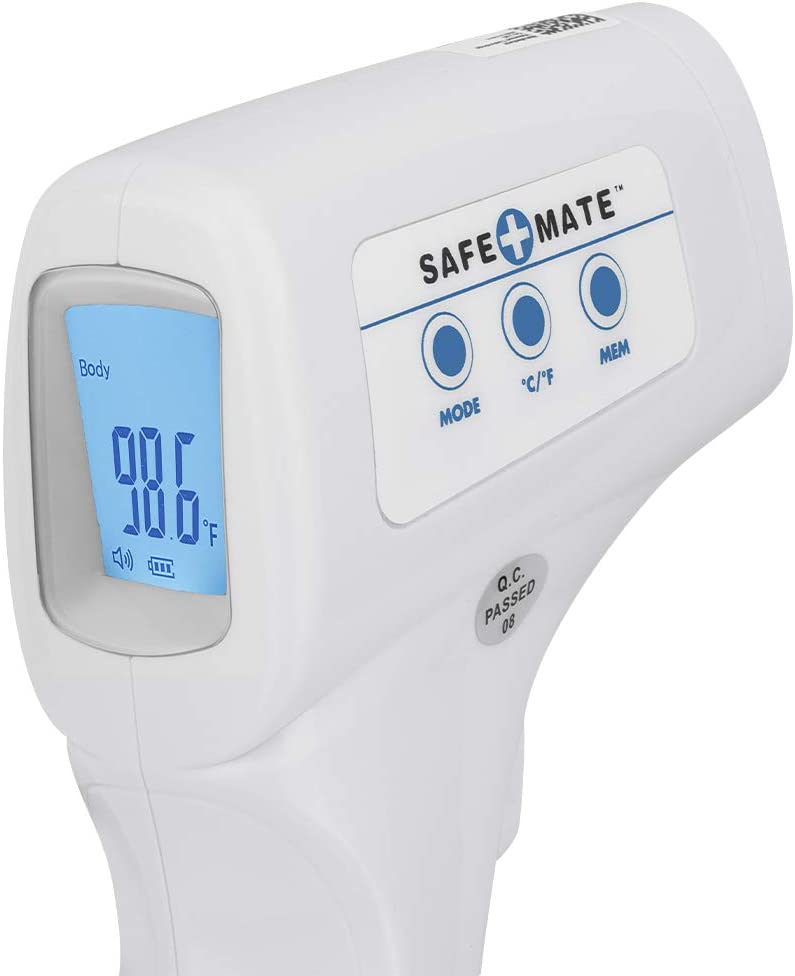 SAFE MATE™
MODE
°C/°F
MEM
Body
98.6°F
Q.C.
PASSED
08